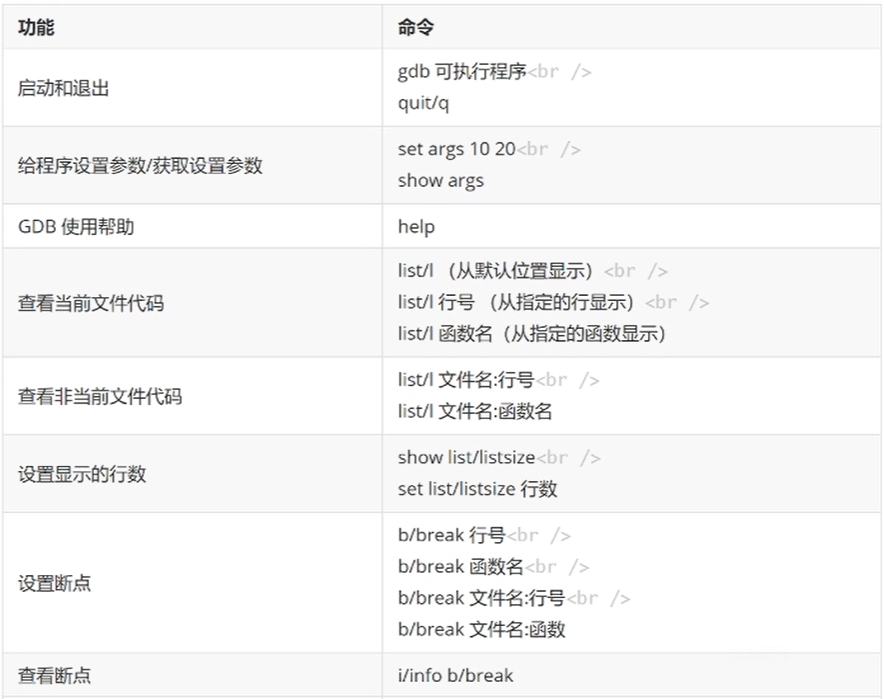 功能 命令
启动和退出 gdb 可执行程序<br />
quit/q
给程序设置参数/获取设置参数 set args 10 20<br />
show args
GDB 使用帮助 help
查看当前文件代码 list/l （从默认位置显示）<br />
list/l 行号 （从指定的行显示）<br />
list/l 函数名（从指定的函数显示）
查看非当前文件代码 list/l 文件名:行号<br />
list/l 文件名:函数名
设置显示的行数 show list/listsize<br />
set list/listsize 行数
设置断点 b/break 行号<br />
b/break 函数名<br />
b/break 文件名:行号<br />
b/break 文件名:函数
查看断点 i/info b/break